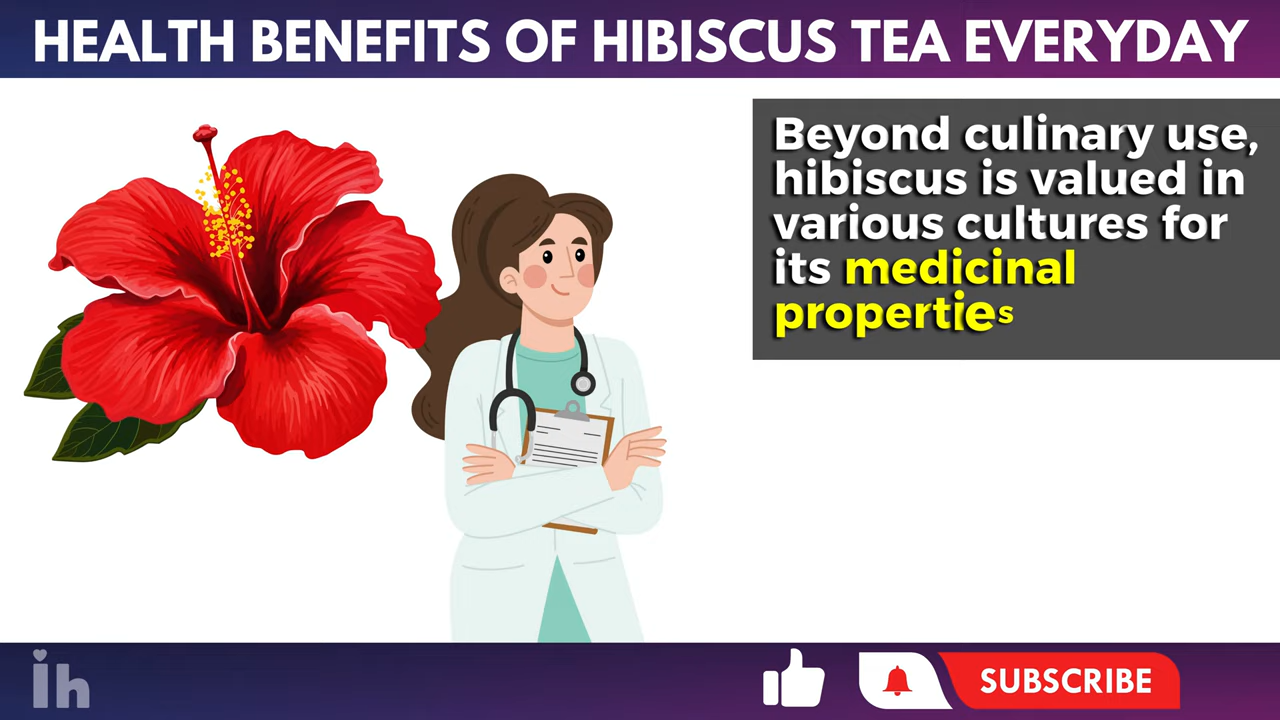 HEALTH BENEFITS OF HIBISCUS TEA EVERYDAY
Beyond culinary use,
hibiscus is valued in
various cultures for
its medicinal
properties
ih
SUBSCRIBE